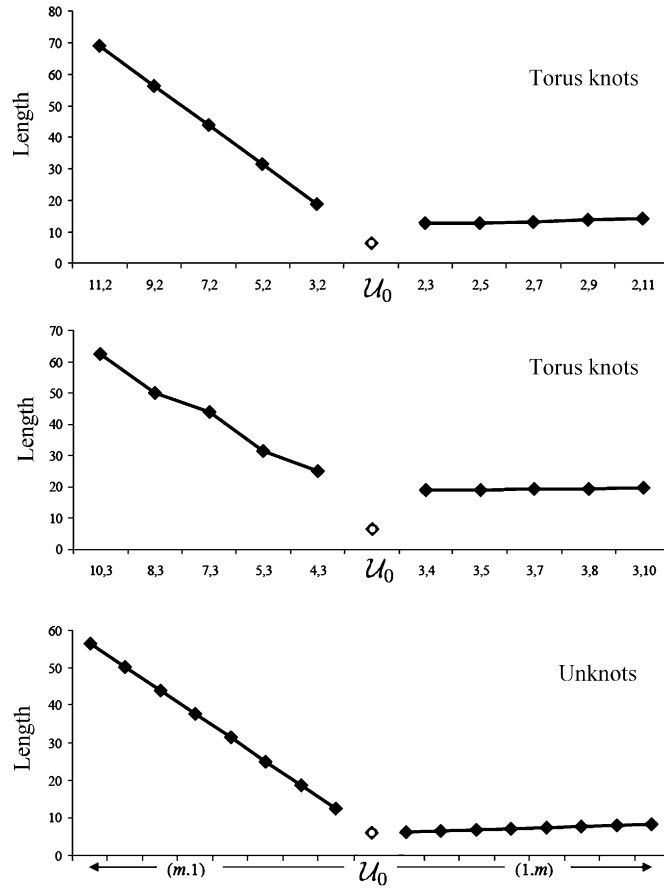 80
70
60
50
40
30
20
10
0
Length
Torus knots
11,2 9,2 7,2 5,2 3,2 𝒰0 2,3 2,5 2,7 2,9 2,11
70
60
50
40
30
20
10
0
Length
Torus knots
10,3 8,3 7,3 5,3 4,3 𝒰0 3,4 3,5 3,7 3,8 3,10
60
50
40
30
20
10
0
Length
Unknots
(m.1) 𝒰0 (1.m)